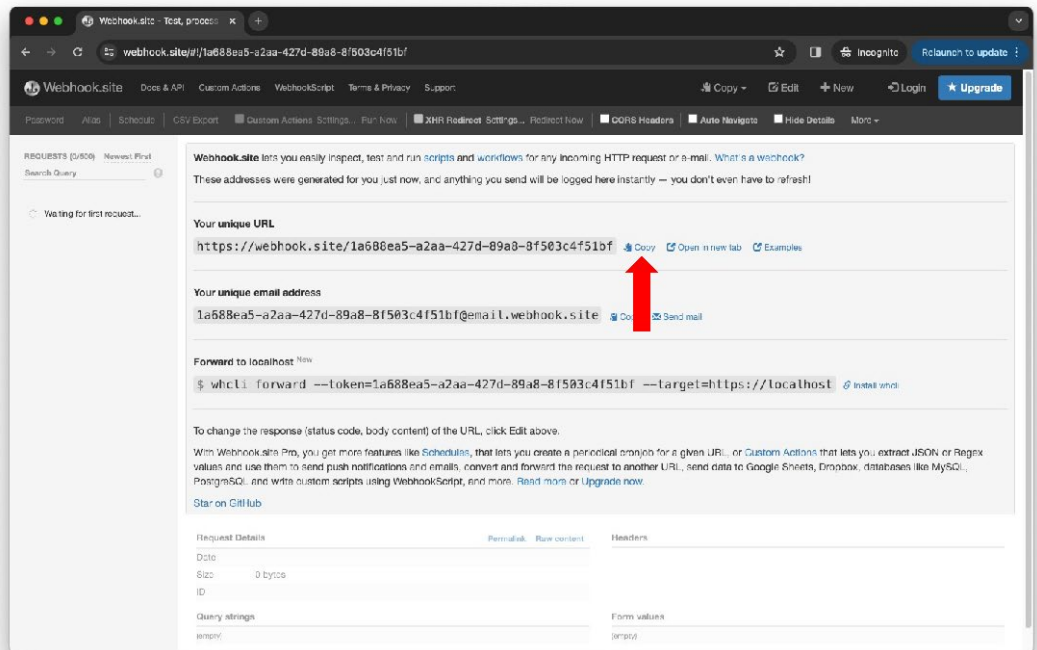 Webhook.site - Test, process
webhook.site/#!/1a688ea5-a2aa-427d-89a8-8f503c4f51bf
Incognito
Relaunch to update
Webhook.site Docs & API Custom Actions WebhookScript Terms & Privacy Support Copy Edit New Login Upgrade
Password Alias Schedule CSV Export Custom Actions Settings... Run Now XHR Redirect Settings... Redirect Now CORS Headers Auto Navigate Hide Details More
REQUESTS (0/500) Newest First
Search Query
Waiting for first request...
Webhook.site lets you easily inspect, test and run scripts and workflows for any incoming HTTP request or e-mail. What's a webhook?
These addresses were generated for you just now, and anything you send will be logged here instantly — you don't even have to refresh!
Your unique URL
https://webhook.site/1a688ea5-a2aa-427d-89a8-8f503c4f51bf Copy Open in new tab Examples
Your unique email address
1a688ea5-a2aa-427d-89a8-8f503c4f51bf@email.webhook.site Send mail
Forward to localhost New
$ whcli forward --token=1a688ea5-a2aa-427d-89a8-8f503c4f51bf --target=https://localhost Install whcli
To change the response (status code, body content) of the URL, click Edit above.
With Webhook.site Pro, you get more features like Schedules, that lets you create a periodical cronjob for a given URL, or Custom Actions that lets you extract JSON or Regex
values and use them to send push notifications and emails, convert and forward the request to another URL, send data to Google Sheets, Dropbox, databases like MySQL,
PostgreSQL and write custom scripts using WebhookScript, and more. Read more or Upgrade now.
Star on GitHub
Request Details Permalink Raw content Headers
Date
Size 0 bytes
ID
Query strings Form values
(empty) (empty)